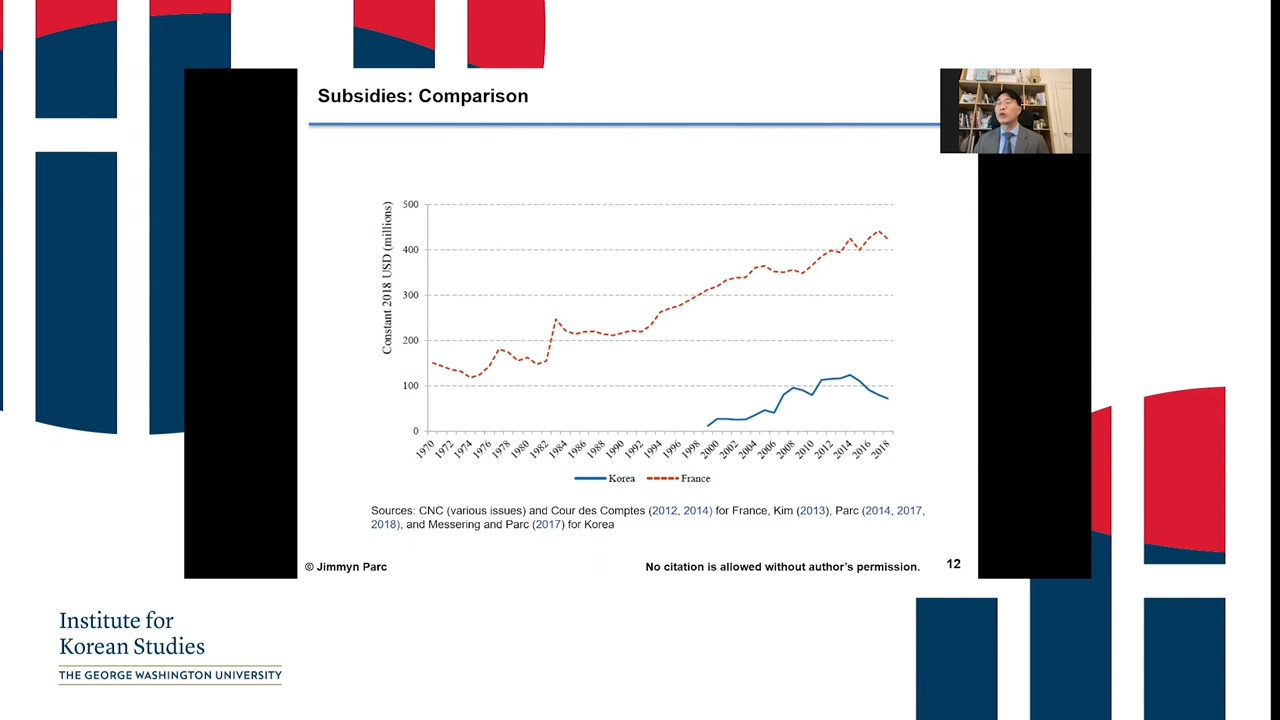 Subsidies: Comparison
Constant 2018 USD (millions)
500
400
300
200
100
0
1970 1972 1974 1976 1978 1980 1982 1984 1986 1988 1990 1992 1994 1996 1998 2000 2002 2004 2006 2008 2010 2012 2014 2016 2018
Korea France
Sources: CNC (various issues) and Cour des Comptes (2012, 2014) for France, Kim (2013), Parc (2014, 2017,
2018), and Messering and Parc (2017) for Korea
© Jimmyn Parc No citation is allowed without author's permission. 12
Institute for
Korean Studies
THE GEORGE WASHINGTON UNIVERSITY